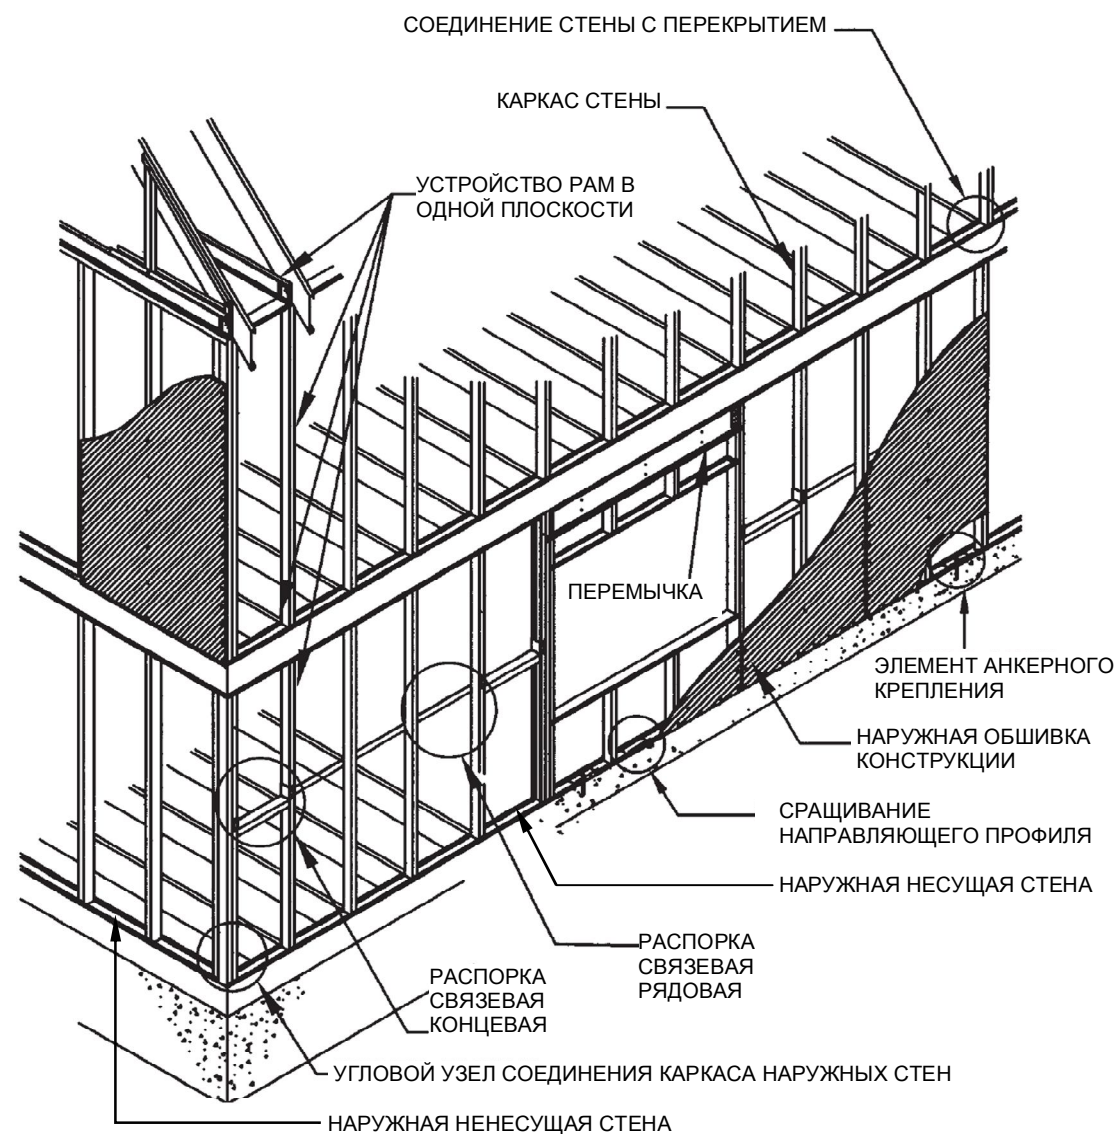 СОЕДИНЕНИЕ СТЕНЫ С ПЕРЕКРЫТИЕМ
КАРКАС СТЕНЫ
УСТРОЙСТВО РАМ В
ОДНОЙ ПЛОСКОСТИ
ПЕРЕМЫЧКА
ЭЛЕМЕНТ АНКЕРНОГО
КРЕПЛЕНИЯ
НАРУЖНАЯ ОБШИВКА
КОНСТРУКЦИИ
СРАЩИВАНИЕ
НАПРАВЛЯЮЩЕГО ПРОФИЛЯ
НАРУЖНАЯ НЕСУЩАЯ СТЕНА
РАСПОРКА
СВЯЗЕВАЯ
РЯДОВАЯ
РАСПОРКА
СВЯЗЕВАЯ
КОНЦЕВАЯ
УГЛОВОЙ УЗЕЛ СОЕДИНЕНИЯ КАРКАСА НАРУЖНЫХ СТЕН
НАРУЖНАЯ НЕНЕСУЩАЯ СТЕНА